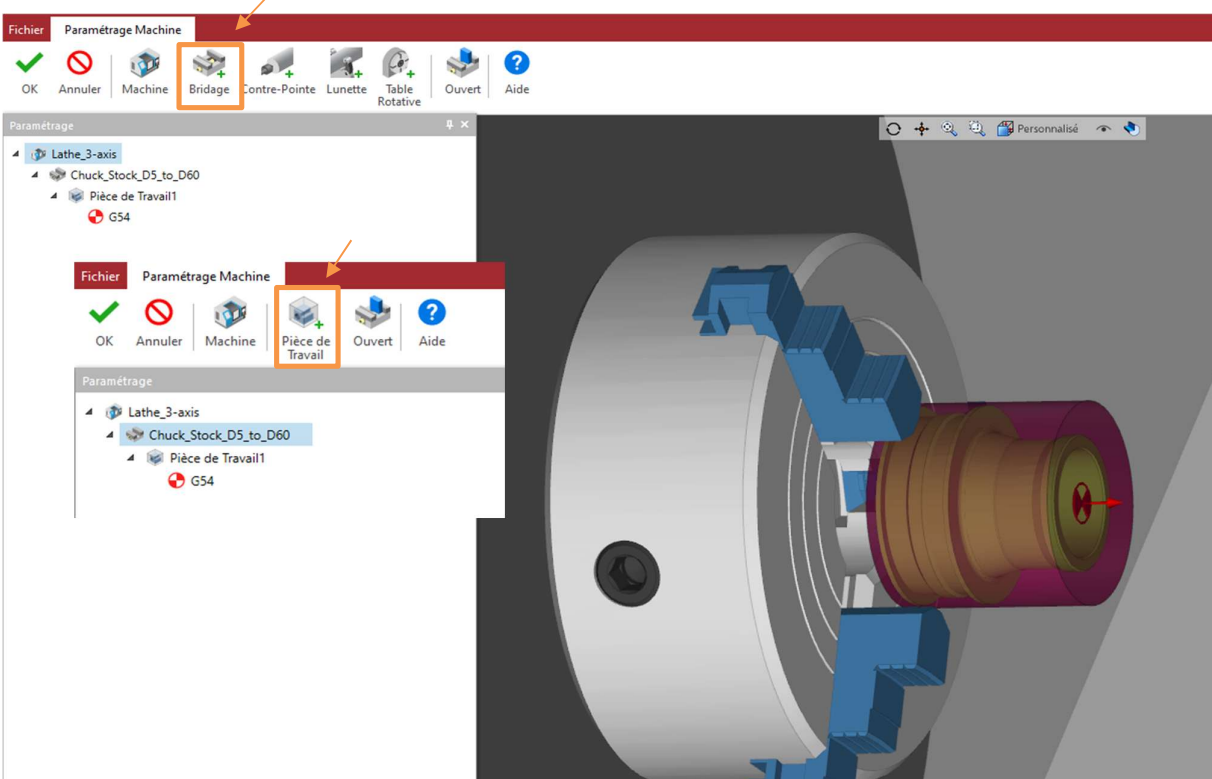 Fichier Paramétrage Machine
OK Annuler Machine Bridage Contre-Pointe Lunette Table Rotative Ouvert Aide
Paramétrage
Personnalisé
Lathe_3-axis
Chuck_Stock_D5_to_D60
Pièce de Travail1
G54
Fichier Paramétrage Machine
OK Annuler Machine Pièce de Travail Ouvert Aide
Paramétrage
Lathe_3-axis
Chuck_Stock_D5_to_D60
Pièce de Travail1
G54